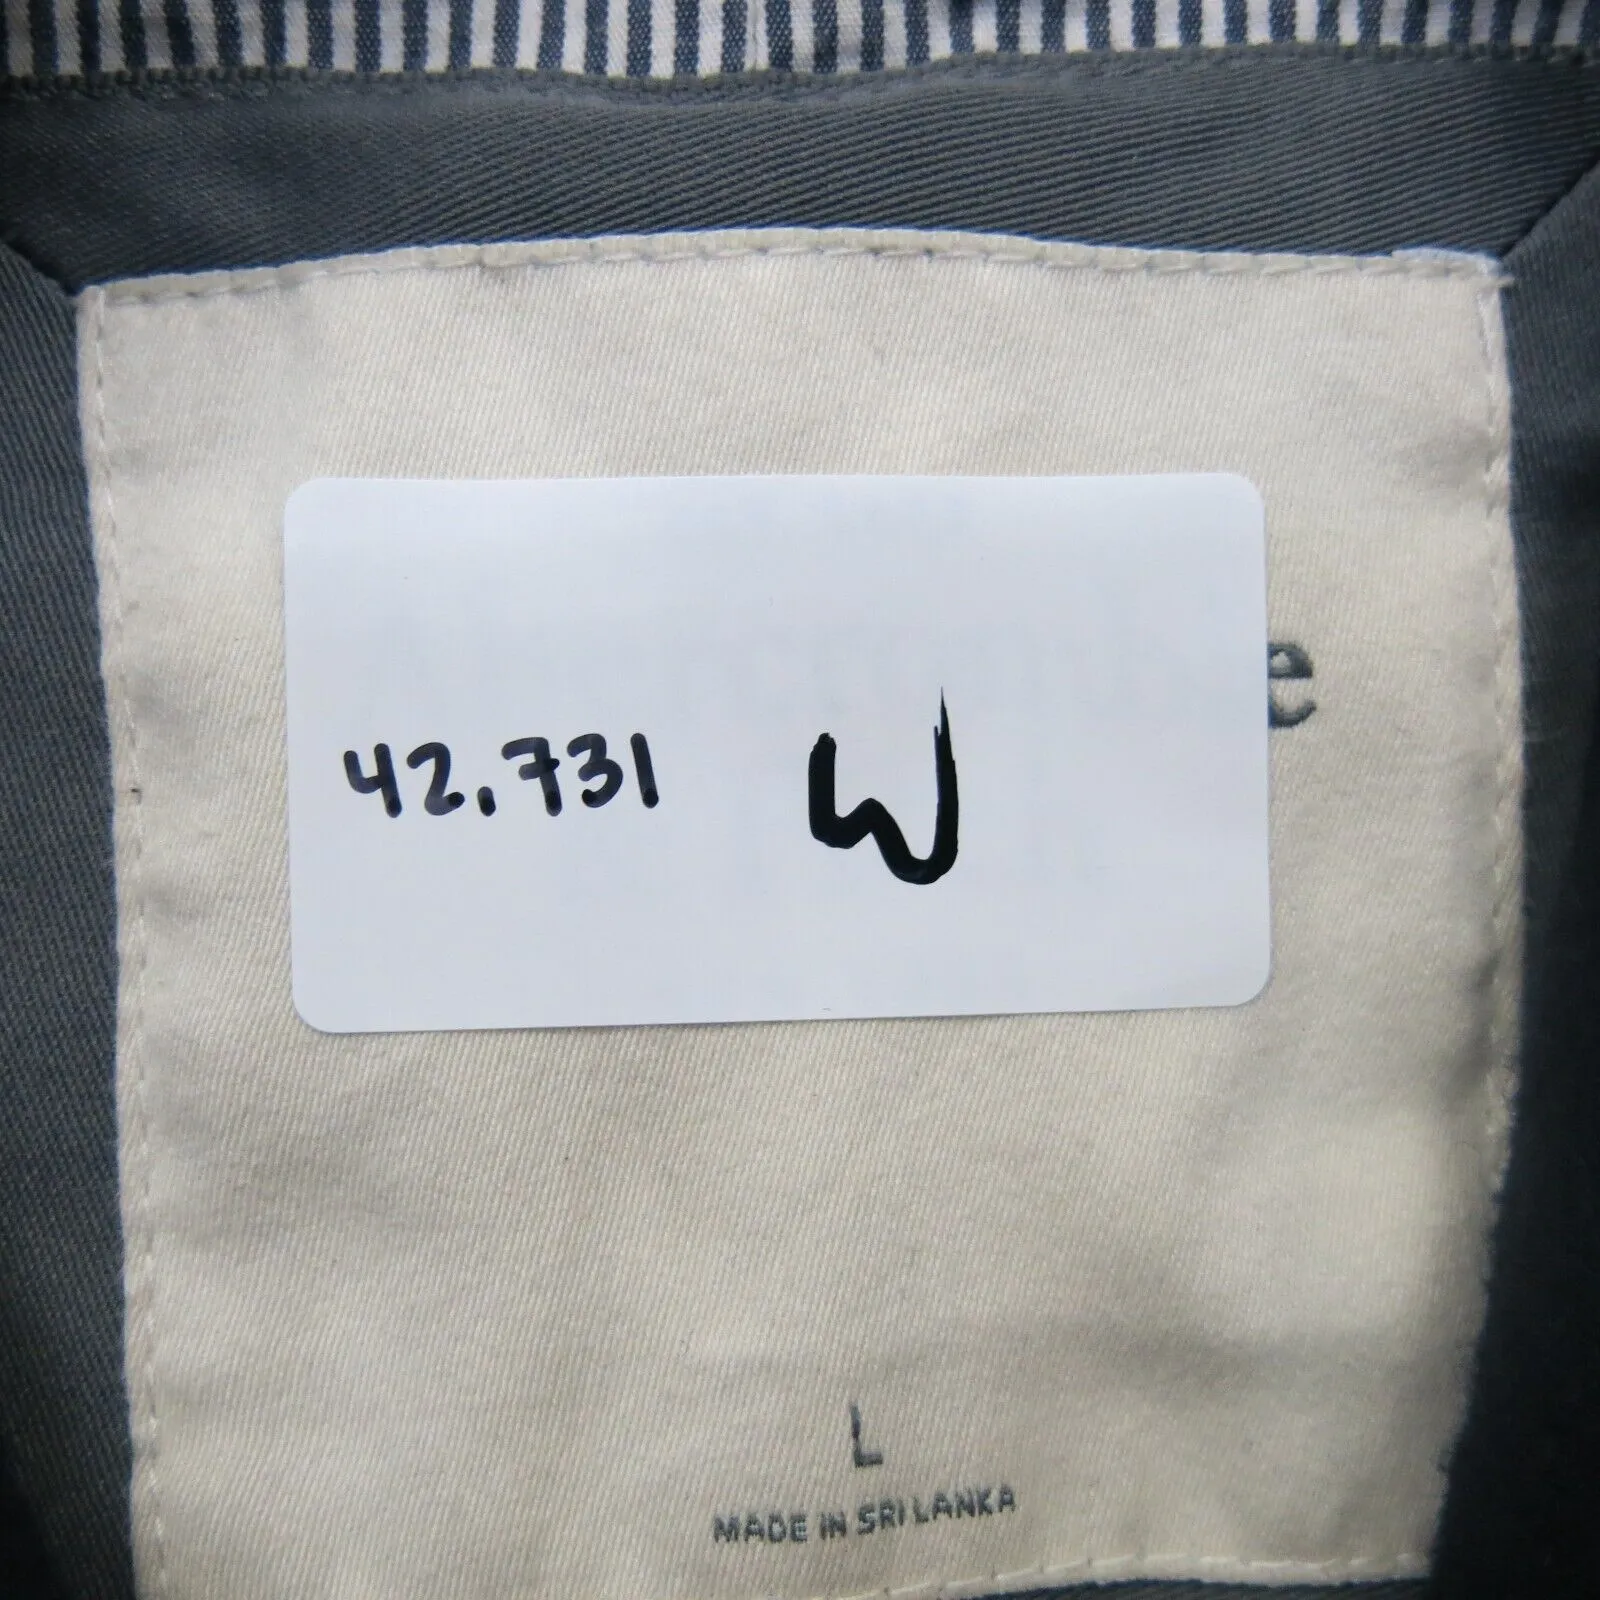 e
42.731 W
L
MADE IN SRI LANKA